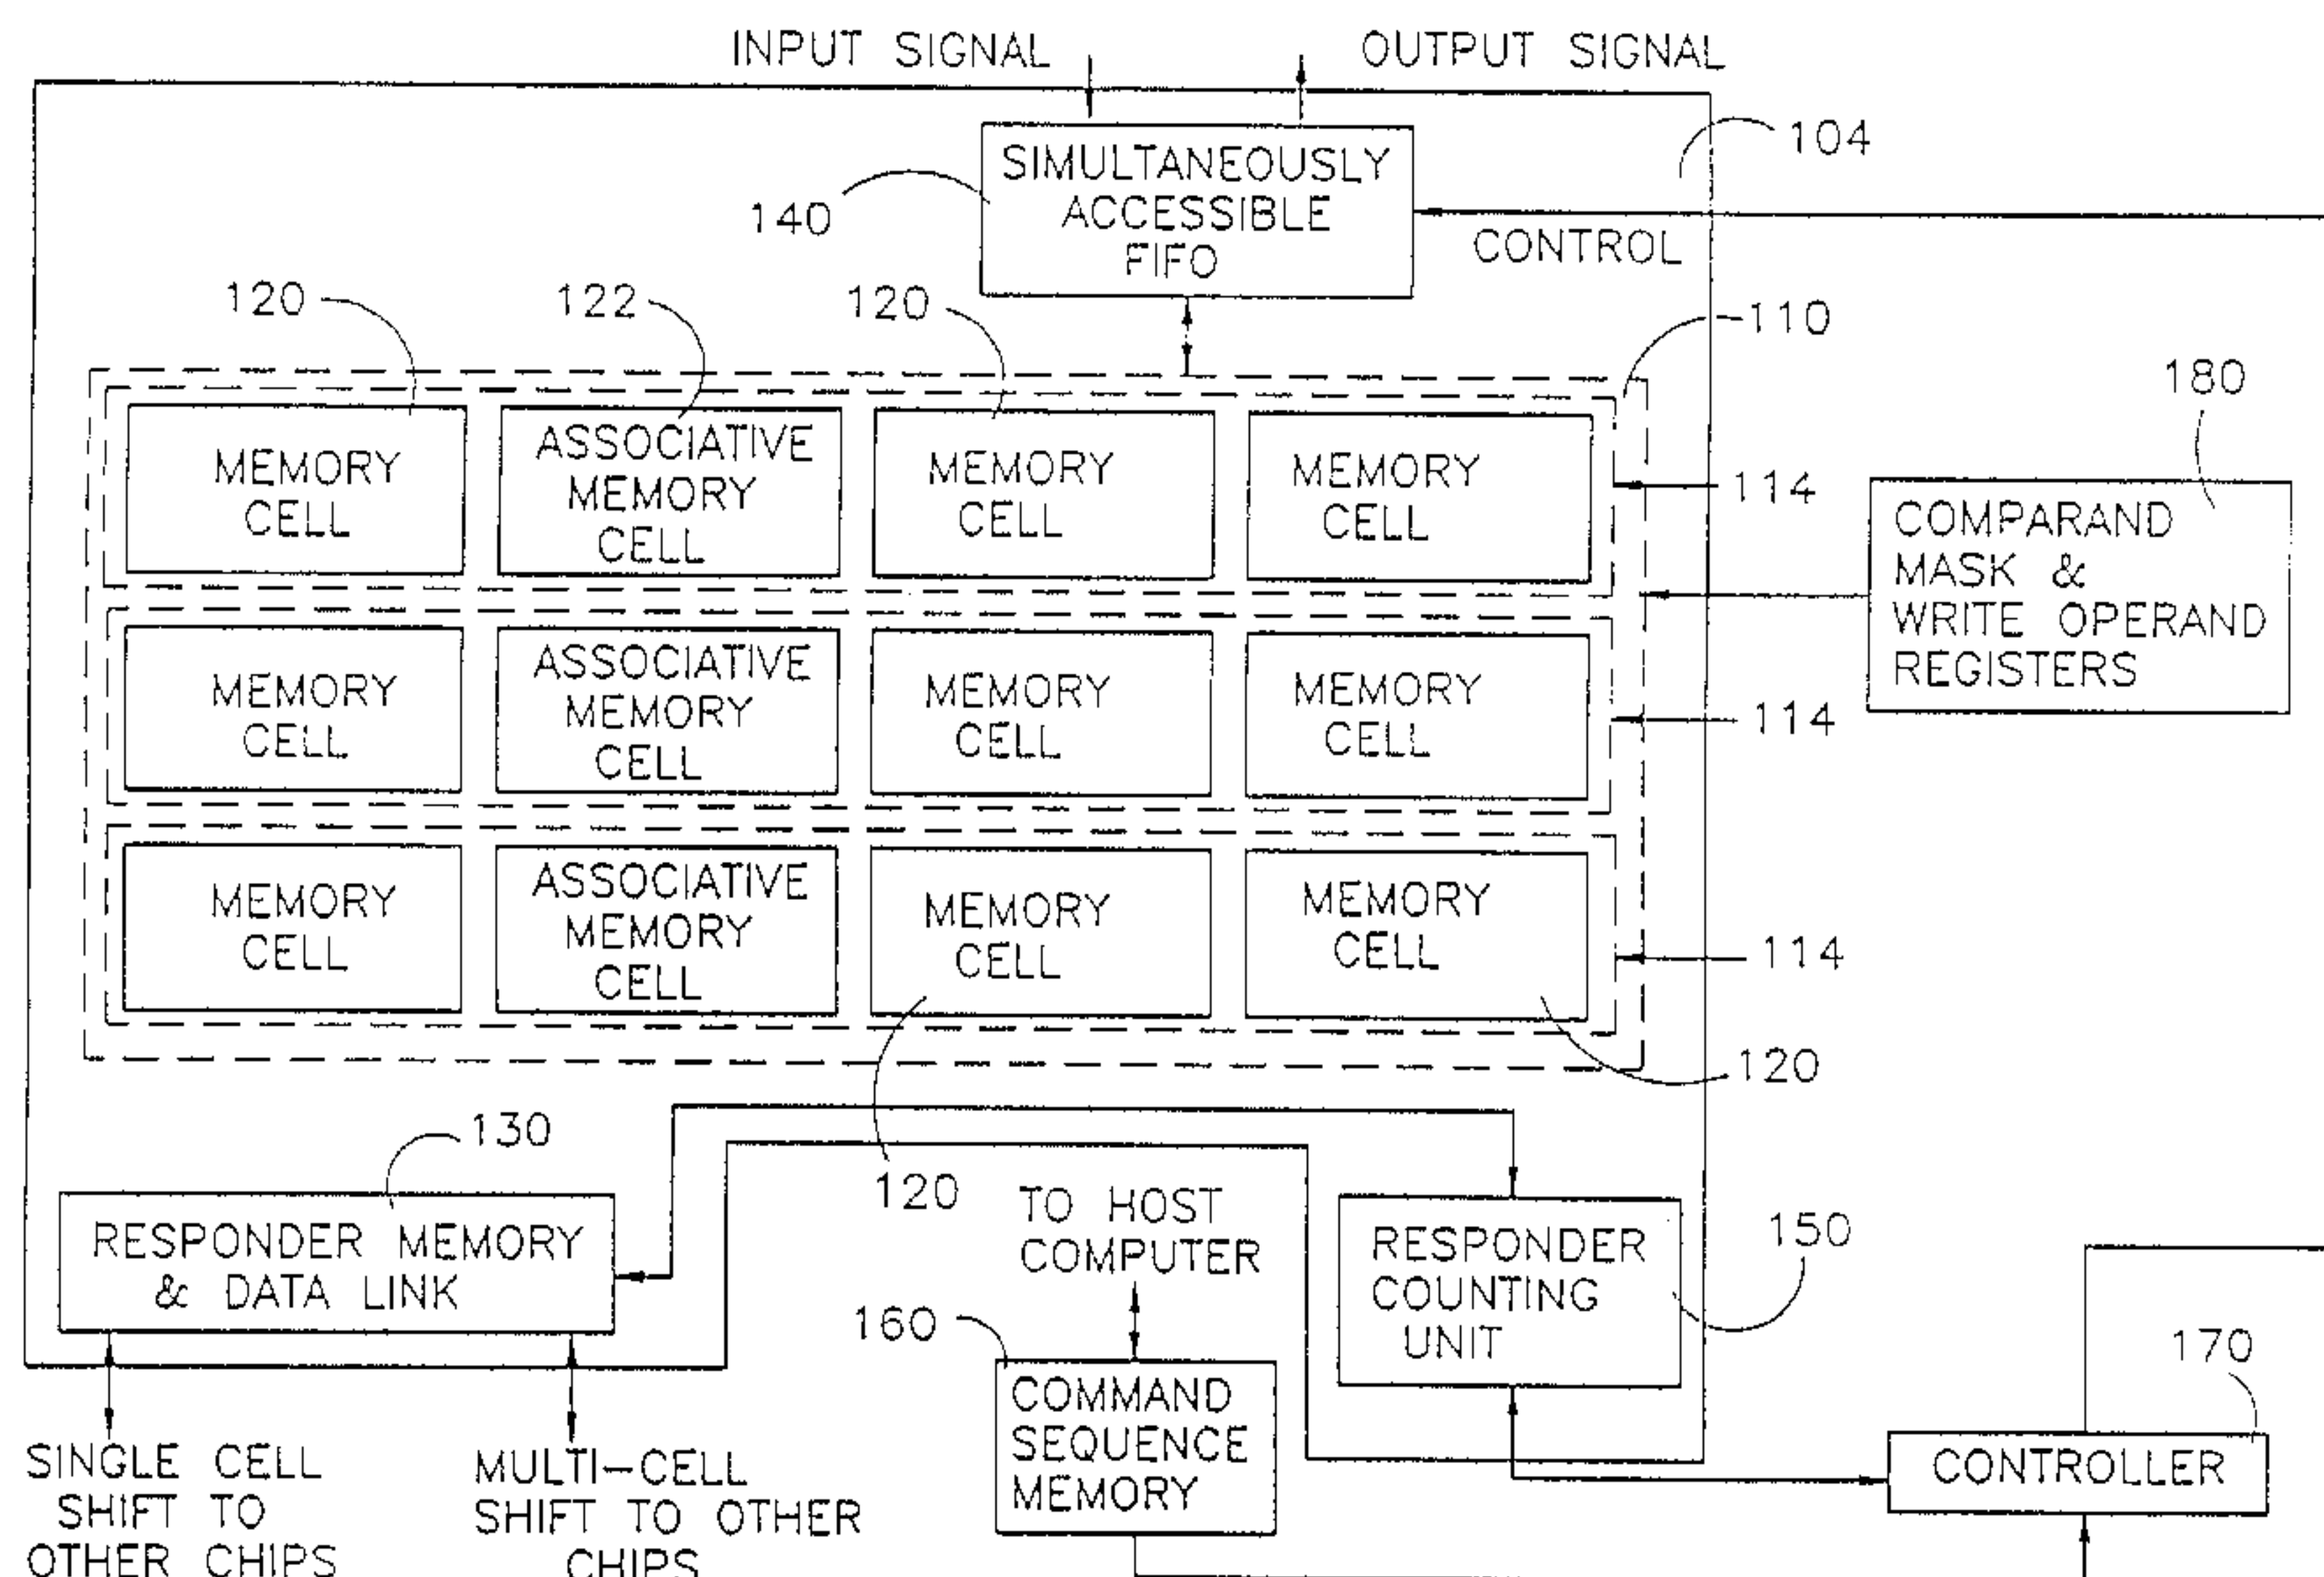 INPUT SIGNAL
OUTPUT SIGNAL
104
SIMULTANEOUSLY
ACCESSIBLE
FIFO
140
CONTROL
120
122
120
110
180
MEMORY
CELL
ASSOCIATIVE
MEMORY
CELL
MEMORY
CELL
MEMORY
CELL
114
COMPARAND
MASK &
WRITE OPERAND
REGISTERS
MEMORY
CELL
ASSOCIATIVE
MEMORY
CELL
MEMORY
CELL
MEMORY
CELL
114
MEMORY
CELL
ASSOCIATIVE
MEMORY
CELL
MEMORY
CELL
MEMORY
CELL
114
120
130
120
TO HOST
COMPUTER
RESPONDER MEMORY
& DATA LINK
RESPONDER
COUNTING
UNIT
150
160
COMMAND
SEQUENCE
MEMORY
170
CONTROLLER
SINGLE CELL
SHIFT TO
OTHER CHIPS
MULTI-CELL
SHIFT TO OTHER
CHIPS